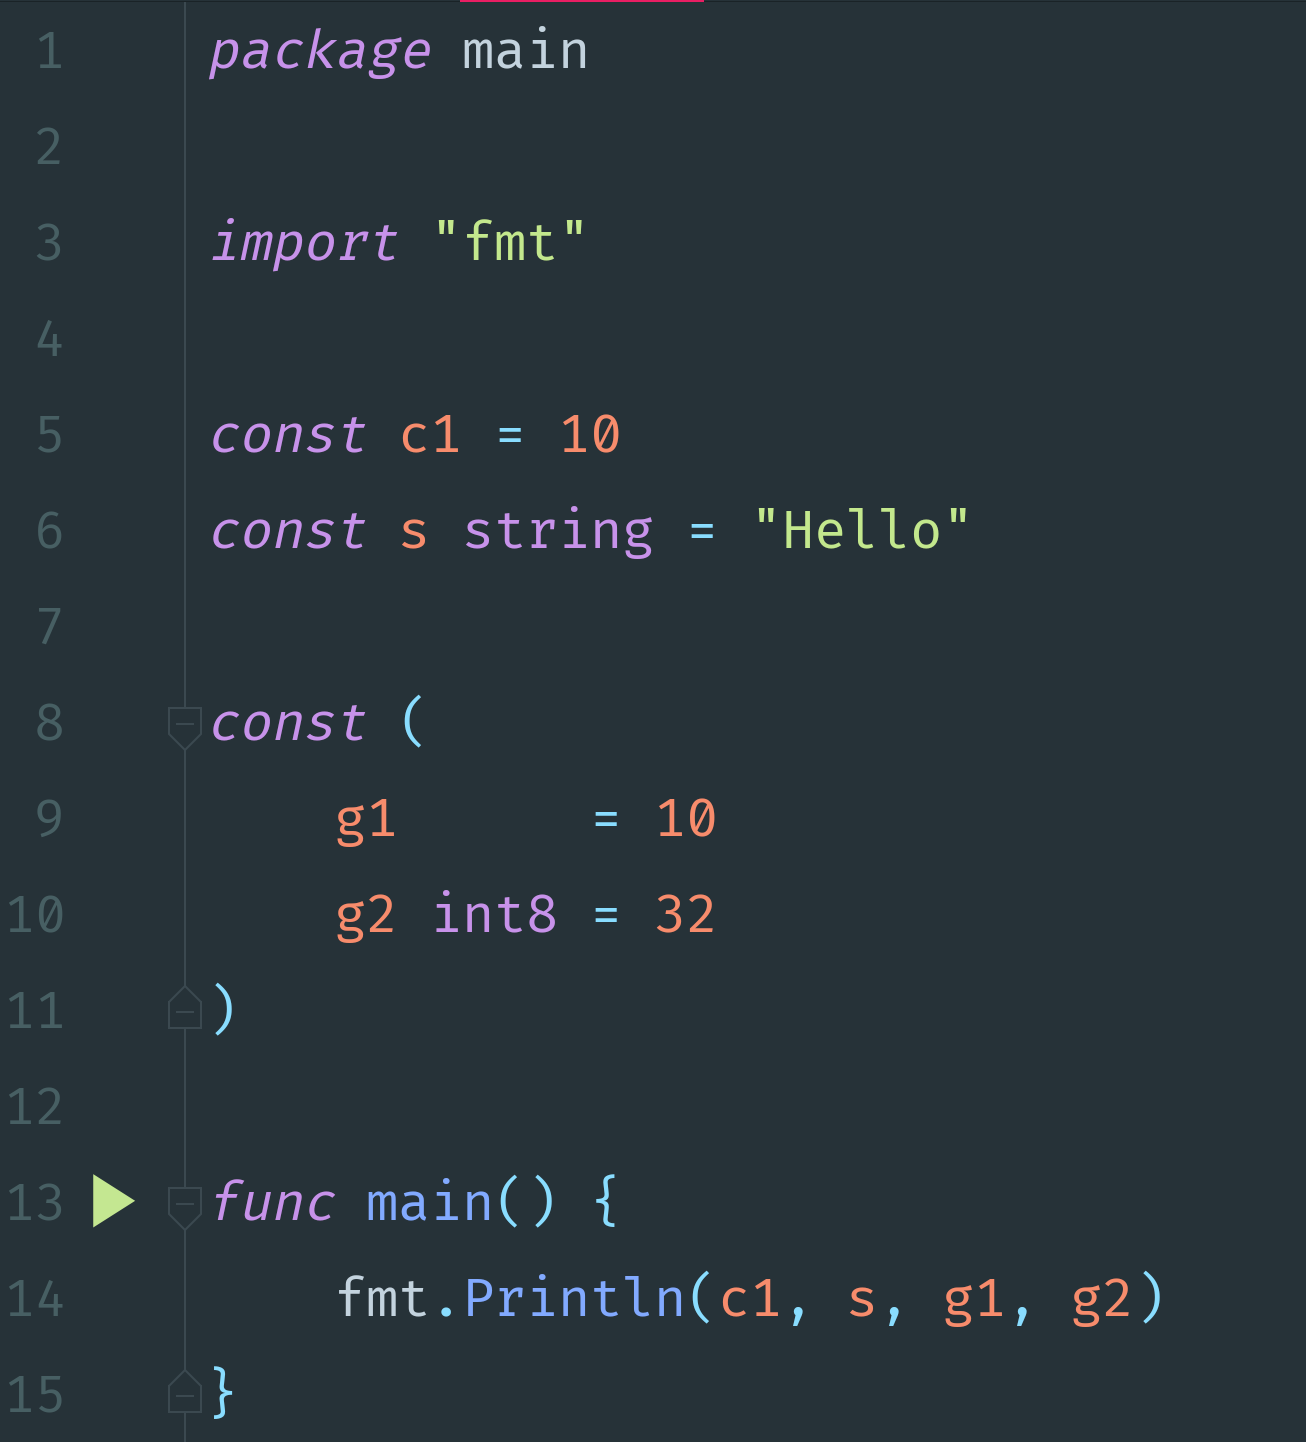 1 package main
2
3 import "fmt"
4
5 const c1 = 10
6 const s string = "Hello"
7
8 const (
9     g1      = 10
10     g2 int8 = 32
11 )
12
13 func main() {
14     fmt.Println(c1, s, g1, g2)
15 }